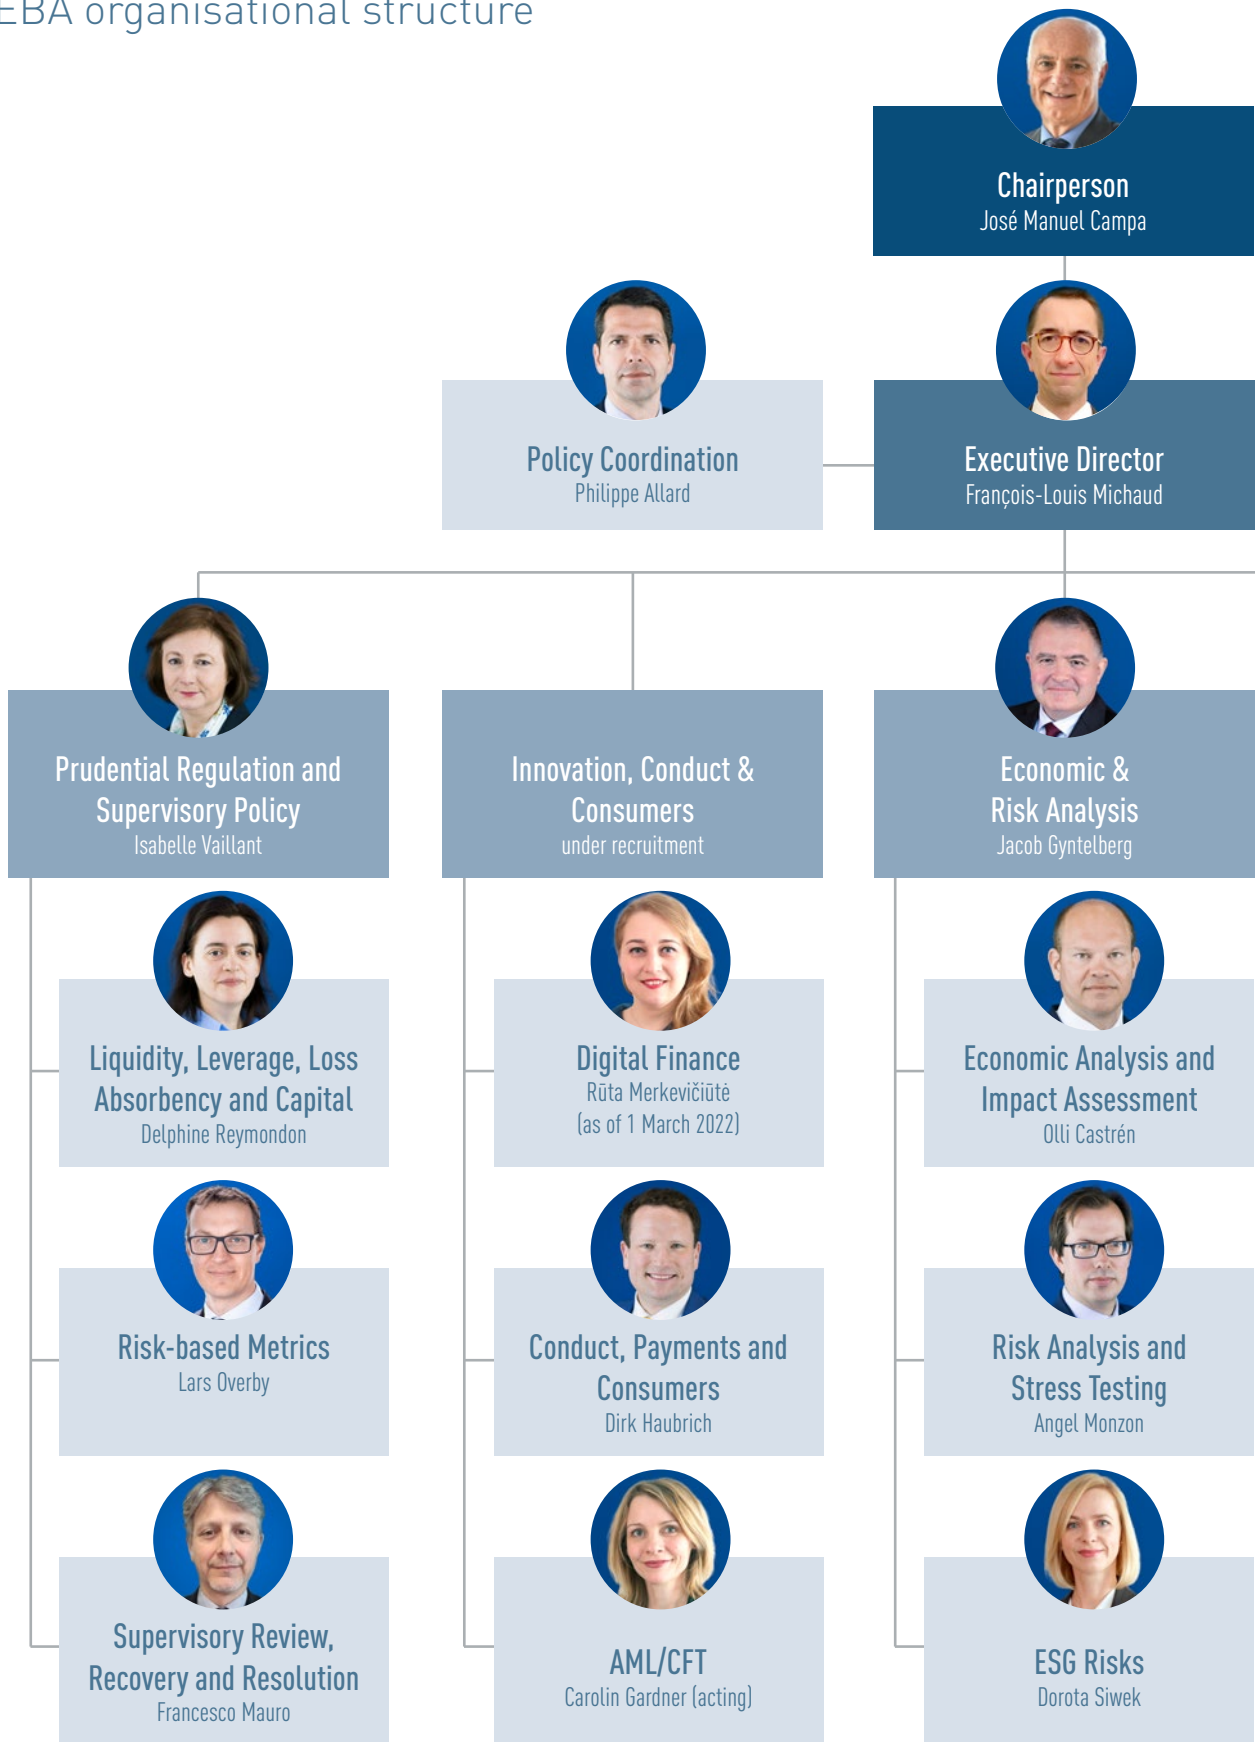 EBA organisational structure
Chairperson
José Manuel Campa
Policy Coordination
Philippe Allard
Executive Director
François-Louis Michaud
Prudential Regulation and
Supervisory Policy
Isabelle Vaillant
Innovation, Conduct &
Consumers
under recruitment
Economic &
Risk Analysis
Jacob Gyntelberg
Liquidity, Leverage, Loss
Absorbency and Capital
Delphine Reymondon
Digital Finance
Rūta Merkevičiūtė
(as of 1 March 2022)
Economic Analysis and
Impact Assessment
Olli Castrén
Risk-based Metrics
Lars Overby
Conduct, Payments and
Consumers
Dirk Haubrich
Risk Analysis and
Stress Testing
Angel Monzon
Supervisory Review,
Recovery and Resolution
Francesco Mauro
AML/CFT
Carolin Gardner (acting)
ESG Risks
Dorota Siwek